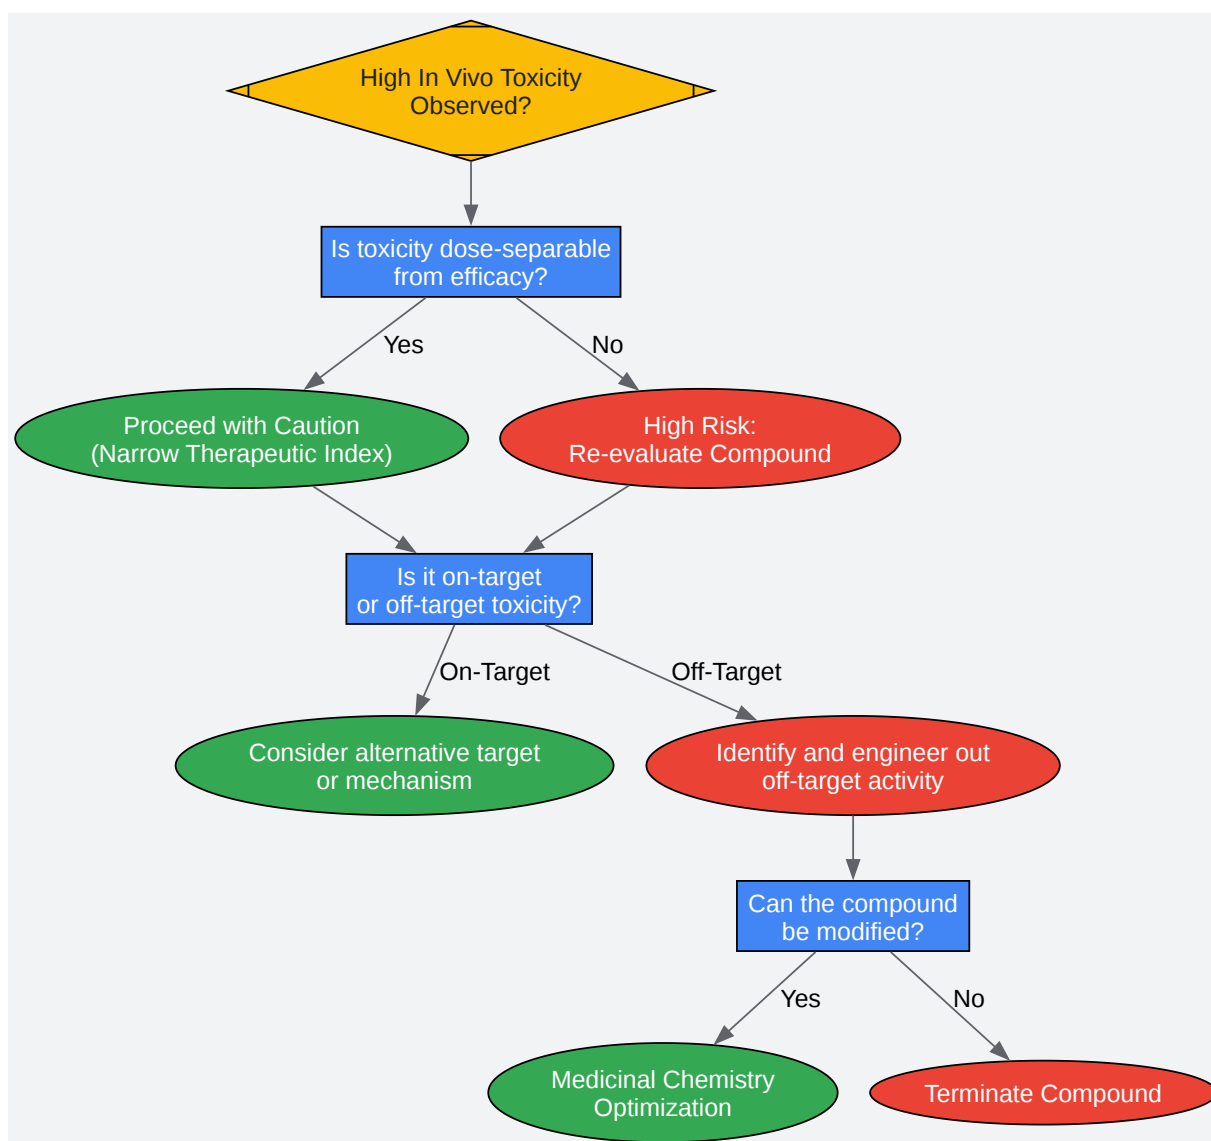 High In Vivo Toxicity
Observed?
Is toxicity dose-separable
from efficacy?
Yes
No
Proceed with Caution
(Narrow Therapeutic Index)
High Risk:
Re-evaluate Compound
Is it on-target
or off-target toxicity?
On-Target
Off-Target
Consider alternative target
or mechanism
Identify and engineer out
off-target activity
Can the compound
be modified?
Yes
No
Medicinal Chemistry
Optimization
Terminate Compound